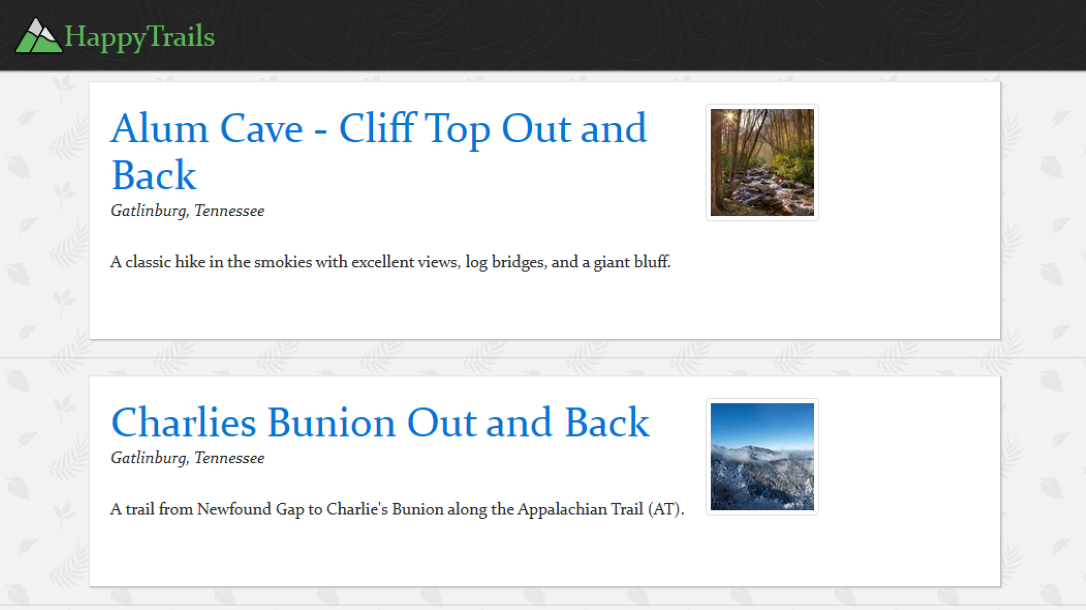 HappyTrails
Alum Cave - Cliff Top Out and
Back
Gatlinburg, Tennessee
A classic hike in the smokies with excellent views, log bridges, and a giant bluff.
Charlies Bunion Out and Back
Gatlinburg, Tennessee
A trail from Newfound Gap to Charlie's Bunion along the Appalachian Trail (AT).